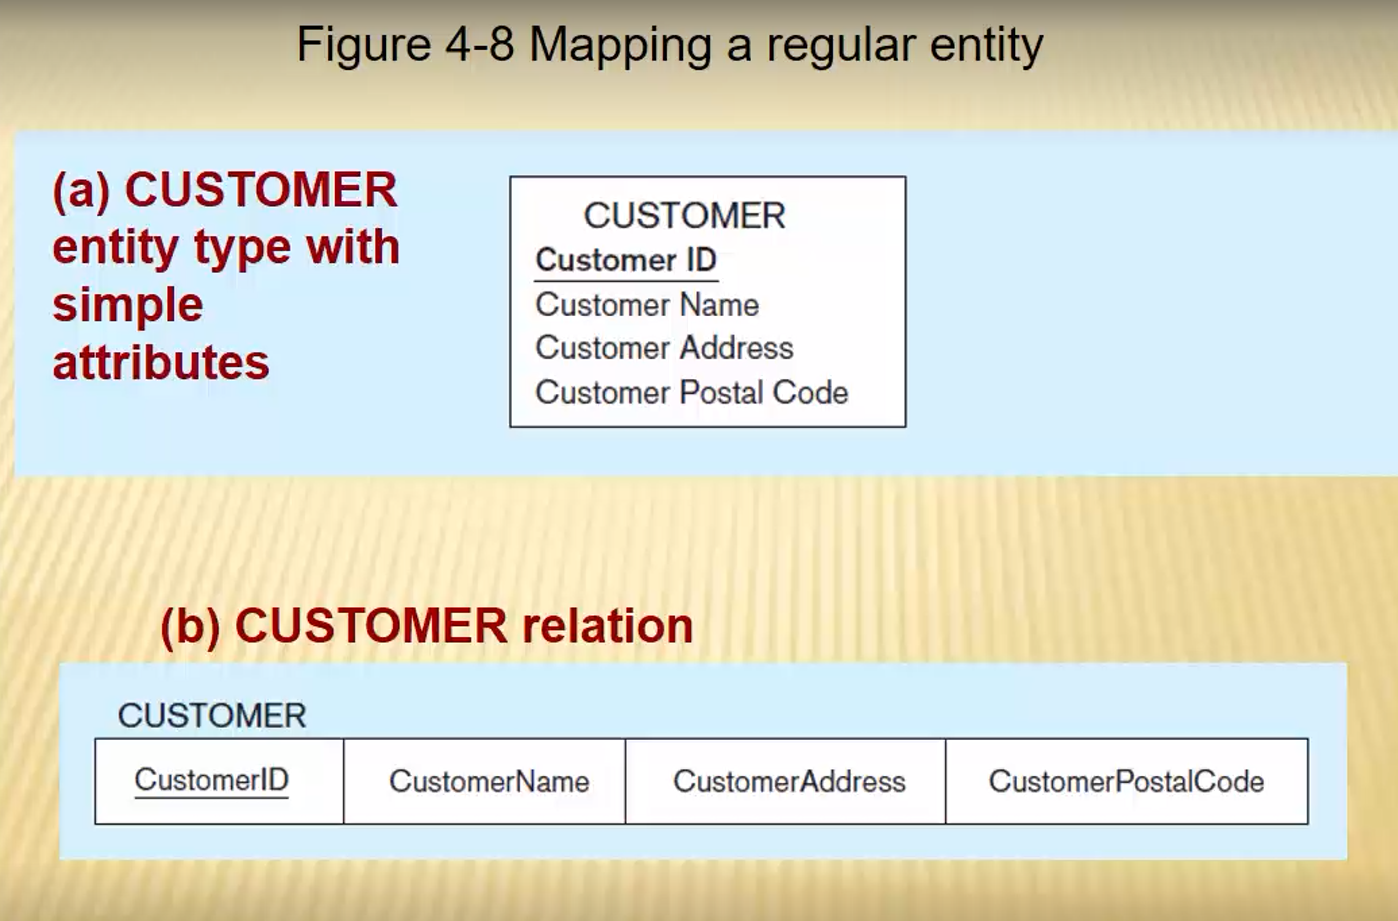 Figure 4-8 Mapping a regular entity
(a) CUSTOMER
entity type with
simple
attributes
CUSTOMER
Customer ID
Customer Name
Customer Address
Customer Postal Code
(b) CUSTOMER relation
CUSTOMER
CustomerID
CustomerName
CustomerAddress
CustomerPostalCode